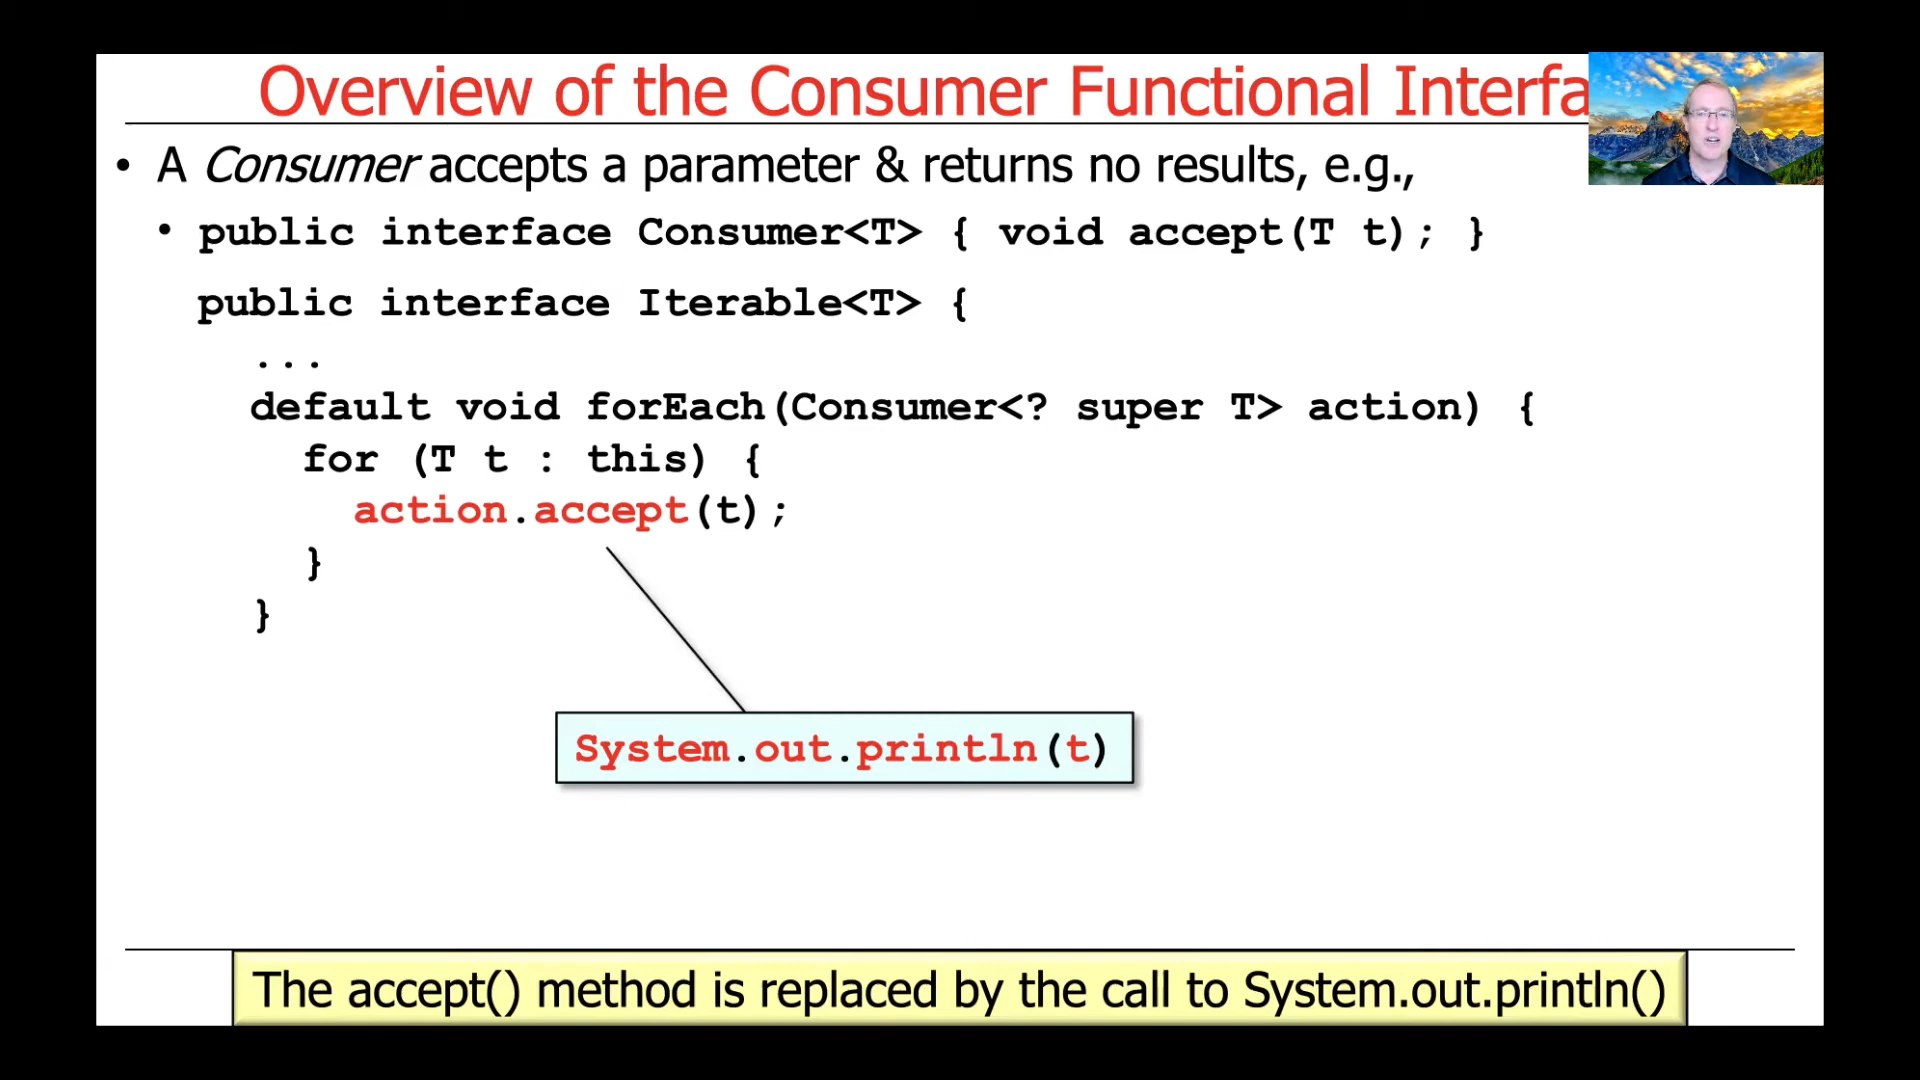 Overview of the Consumer Functional Interfa
• A Consumer accepts a parameter & returns no results, e.g.,
• public interface Consumer<T> { void accept(T t); }
public interface Iterable<T> {
...
default void forEach(Consumer<? super T> action) {
for (T t : this) {
action.accept(t);
}
}
System.out.println(t)
The accept() method is replaced by the call to System.out.println()